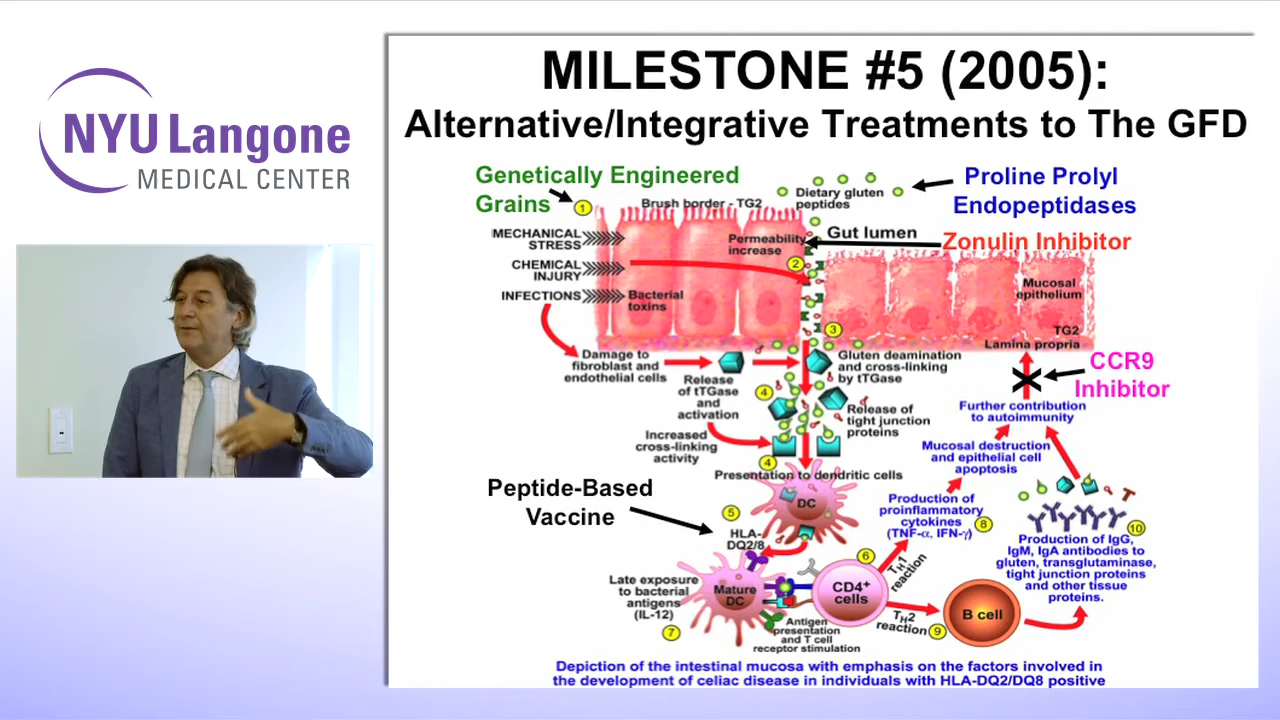 NYU Langone
MEDICAL CENTER
MILESTONE #5 (2005):
Alternative/Integrative Treatments to The GFD
Genetically Engineered
Grains
1
Brush border - TG2
Dietary gluten
peptides
Proline Prolyl
Endopeptidases
MECHANICAL
STRESS
CHEMICAL
INJURY
INFECTIONS
Bacterial
toxins
Permeability
increase
2
Gut lumen
Zonulin Inhibitor
Mucosal
epithelium
TG2
Lamina propria
3
Damage to
fibroblast and
endothelial cells
Release
of tTGase
and
activation
Gluten deamination
and cross-linking
by tTGase
4
Release of
tight junction
proteins
Increased
cross-linking
activity
4
CCR9
Inhibitor
Further contribution
to autoimmunity
Mucosal destruction
and epithelial cell
apoptosis
Presentation to dendritic cells
DC
Peptide-Based
Vaccine
5
HLA-
DQ2/8
Production of
proinflammatory
cytokines
(TNF-α, IFN-γ)
8
10
Production of IgG,
IgM, IgA antibodies to
gluten, transglutaminase,
tight junction proteins
and other tissue
proteins.
6
TH1
reaction
Late exposure
to bacterial
antigens
(IL-12)
7
Mature
DC
CD4+
cells
TH2
reaction
9
B cell
Antigen
presentation
and T cell
receptor stimulation
Depiction of the intestinal mucosa with emphasis on the factors involved in
the development of celiac disease in individuals with HLA-DQ2/DQ8 positive